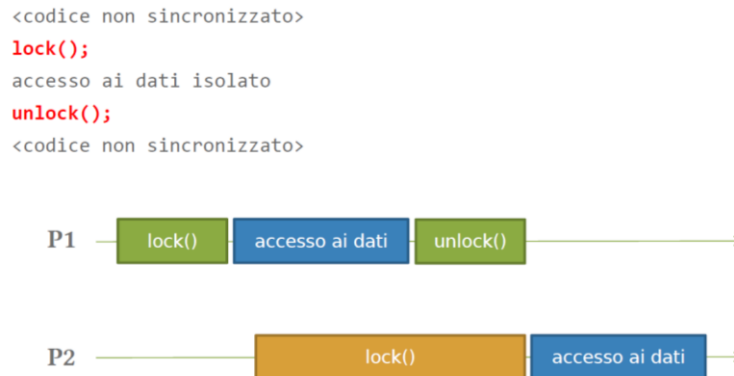 <codice non sincronizzato>
lock();
accesso ai dati isolato
unlock();
<codice non sincronizzato>
P1 lock() accesso ai dati unlock()
P2 lock() accesso ai dati